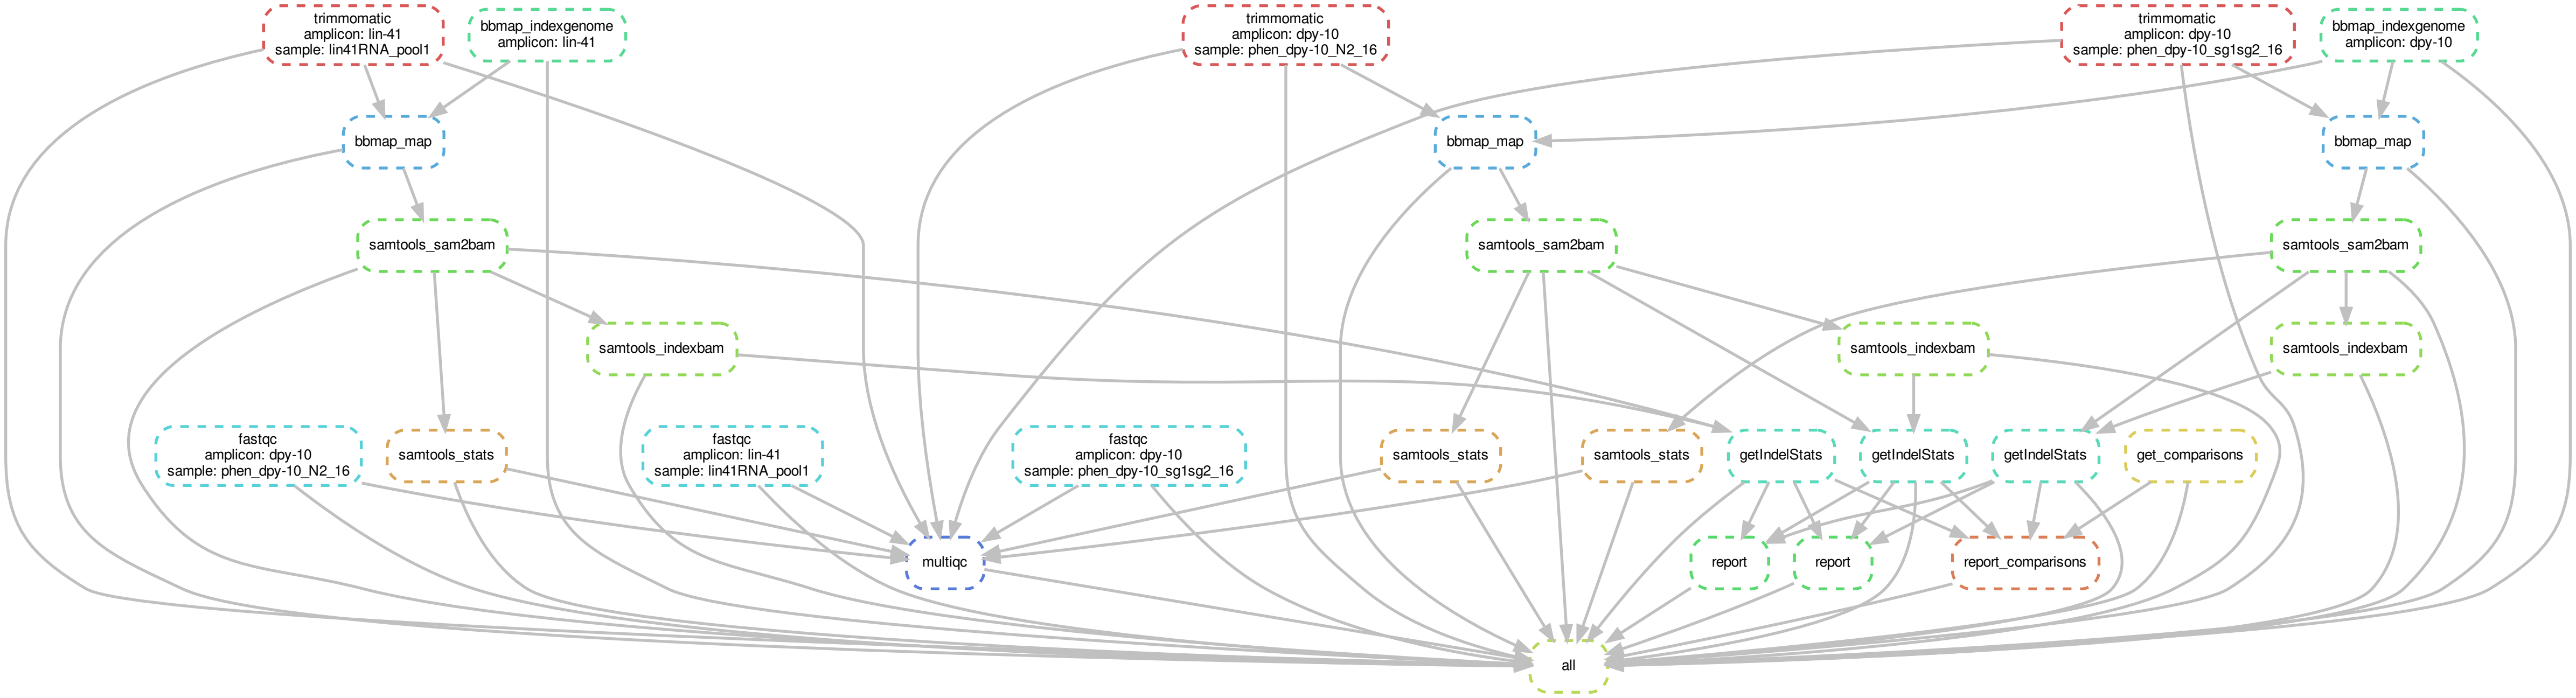 trimmomatic
amplicon: lin-41
sample: lin41RNA_pool1
bbmap_indexgenome
amplicon: lin-41
trimmomatic
amplicon: dpy-10
sample: phen_dpy-10_N2_16
trimmomatic
amplicon: dpy-10
sample: phen_dpy-10_sg1sg2_16
bbmap_indexgenome
amplicon: dpy-10
bbmap_map
bbmap_map
bbmap_map
samtools_sam2bam
samtools_sam2bam
samtools_sam2bam
samtools_indexbam
samtools_indexbam
samtools_indexbam
fastqc
amplicon: dpy-10
sample: phen_dpy-10_N2_16
samtools_stats
fastqc
amplicon: lin-41
sample: lin41RNA_pool1
fastqc
amplicon: dpy-10
sample: phen_dpy-10_sg1sg2_16
samtools_stats
samtools_stats
getIndelStats
getIndelStats
getIndelStats
get_comparisons
multiqc
report
report
report_comparisons
all